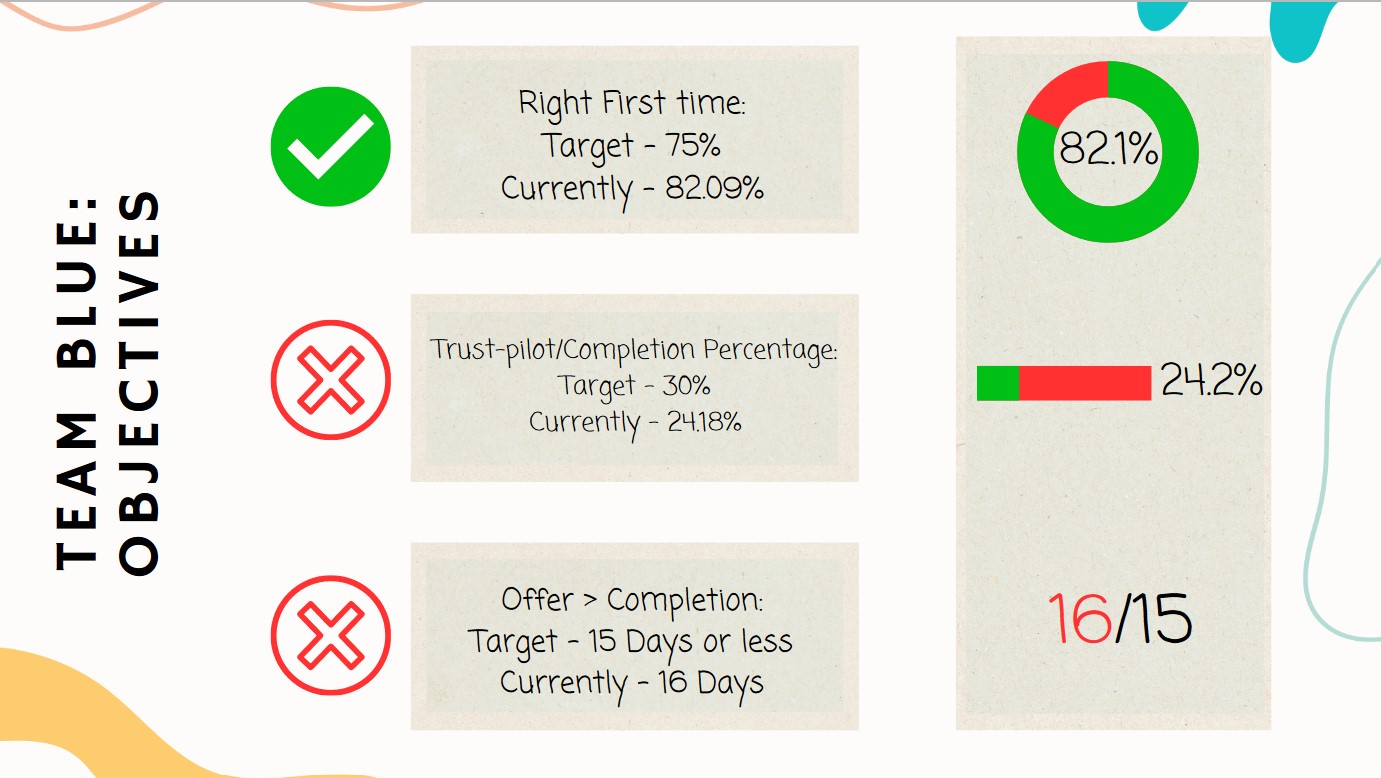 TEAM BLUE:
OBJECTIVES
Right First time:
Target - 75%
Currently - 82.09%
82.1%
Trust-pilot/Completion Percentage:
Target - 30%
Currently - 24.18%
24.2%
Offer > Completion:
Target - 15 Days or less
Currently - 16 Days
16/15